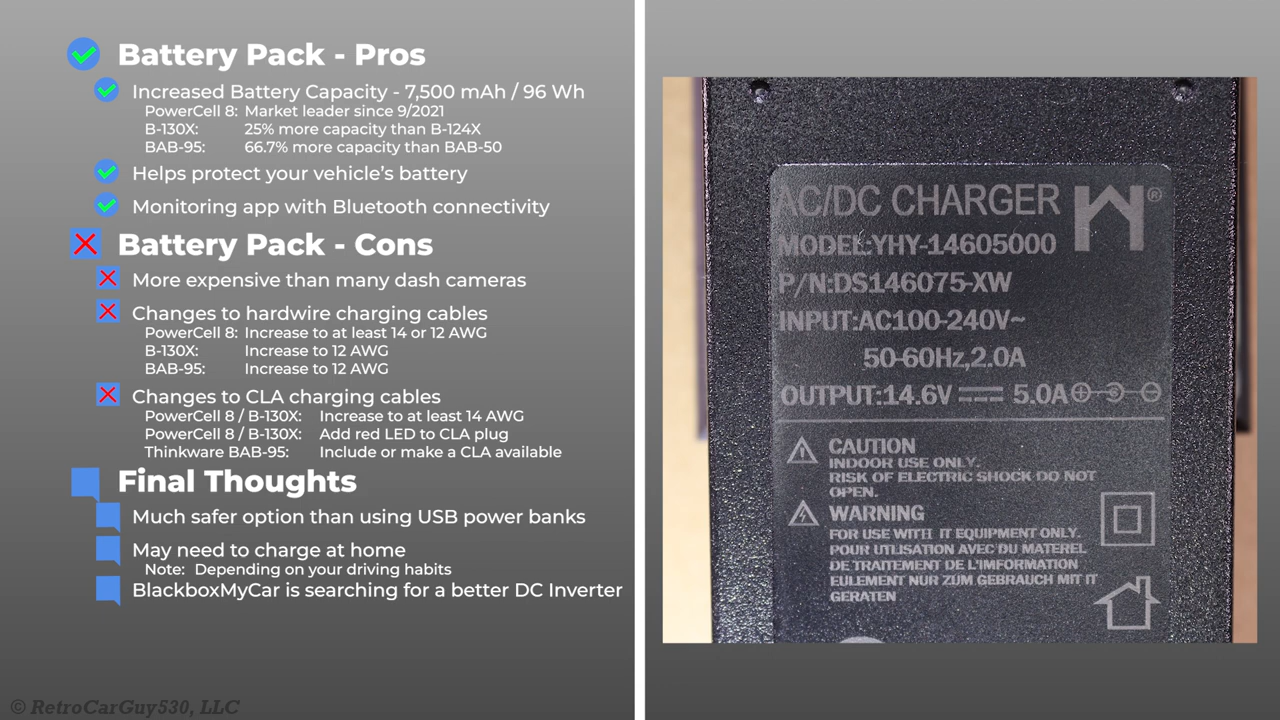 Battery Pack - Pros
Increased Battery Capacity - 7,500 mAh / 96 Wh
PowerCell 8: Market leader since 9/2021
B-130X: 25% more capacity than B-124X
BAB-95: 66.7% more capacity than BAB-50
Helps protect your vehicle's battery
Monitoring app with Bluetooth connectivity
Battery Pack - Cons
More expensive than many dash cameras
Changes to hardwire charging cables
PowerCell 8: Increase to at least 14 or 12 AWG
B-130X: Increase to 12 AWG
BAB-95: Increase to 12 AWG
Changes to CLA charging cables
PowerCell 8 / B-130X: Increase to at least 14 AWG
PowerCell 8 / B-130X: Add red LED to CLA plug
Thinkware BAB-95: Include or make a CLA available
Final Thoughts
Much safer option than using USB power banks
May need to charge at home
Note: Depending on your driving habits
BlackboxMyCar is searching for a better DC Inverter
© RetroCarGuy530, LLC
AC/DC CHARGER ®
MODEL:YHY-14605000
P/N:DS146075-XW
INPUT:AC100-240V~
50-60Hz,2.0A
OUTPUT:14.6V 5.0A
CAUTION
INDOOR USE ONLY.
RISK OF ELECTRIC SHOCK DO NOT
OPEN.
WARNING
FOR USE WITH IT EQUIPMENT ONLY.
POUR UTLISATION AVEC DU MATEREL
DE TRAITEMENT DE L'IMFORMATION
EULEMENT NUR ZUM GEBRAUCH MIT IT
GERATEN